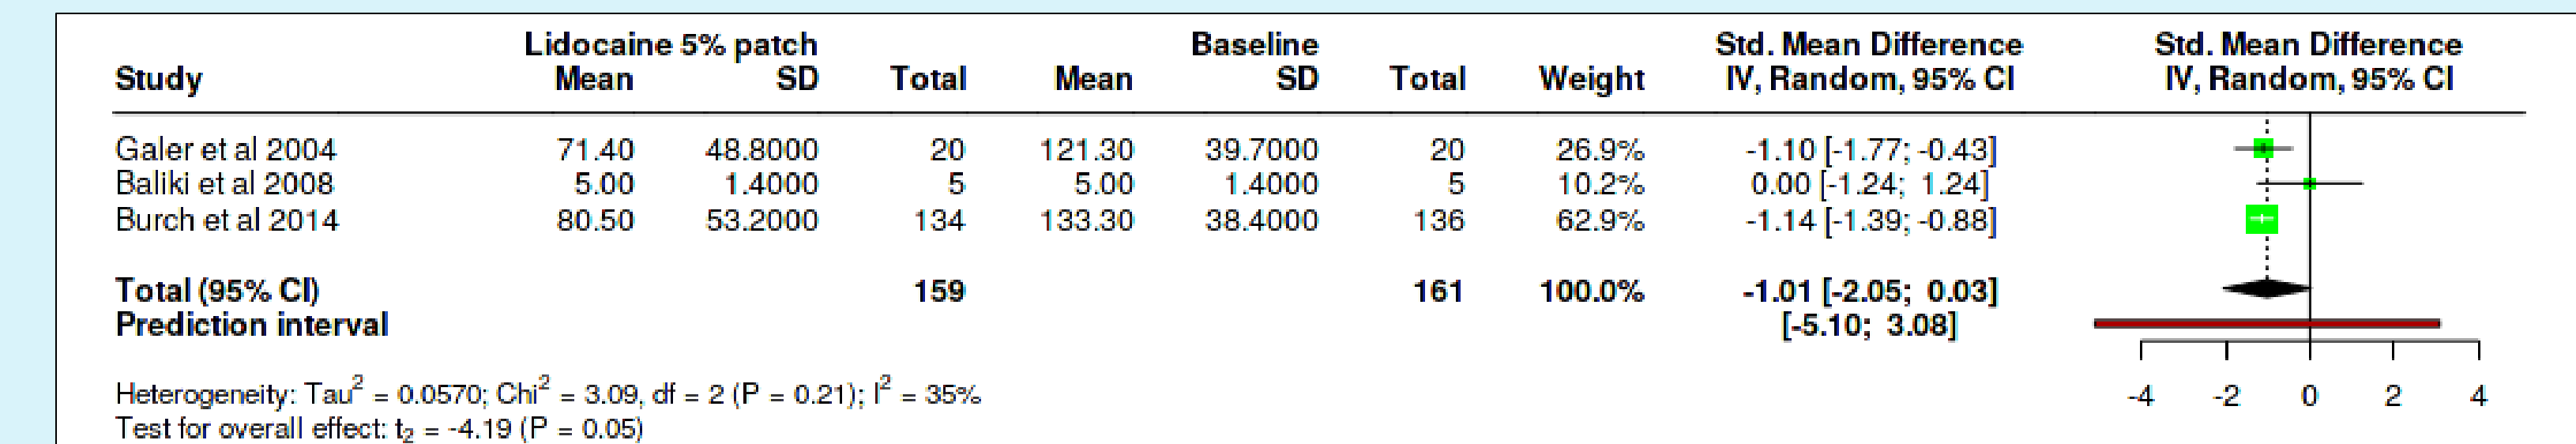 Lidocaine 5% patch Baseline Std. Mean Difference Std. Mean Difference
Study Mean SD Total Mean SD Total Weight IV, Random, 95% CI IV, Random, 95% CI
Galer et al 2004 71.40 48.8000 20 121.30 39.7000 20 26.9% -1.10 [-1.77; -0.43]
Baliki et al 2008 5.00 1.4000 5 5.00 1.4000 5 10.2% 0.00 [-1.24; 1.24]
Burch et al 2014 80.50 53.2000 134 133.30 38.4000 136 62.9% -1.14 [-1.39; -0.88]
Total (95% CI) 159 161 100.0% -1.01 [-2.05; 0.03]
Prediction interval [-5.10; 3.08]
Heterogeneity: Tau² = 0.0570; Chi² = 3.09, df = 2 (P = 0.21); I² = 35%
-4 -2 0 2 4
Test for overall effect: t₂ = -4.19 (P = 0.05)